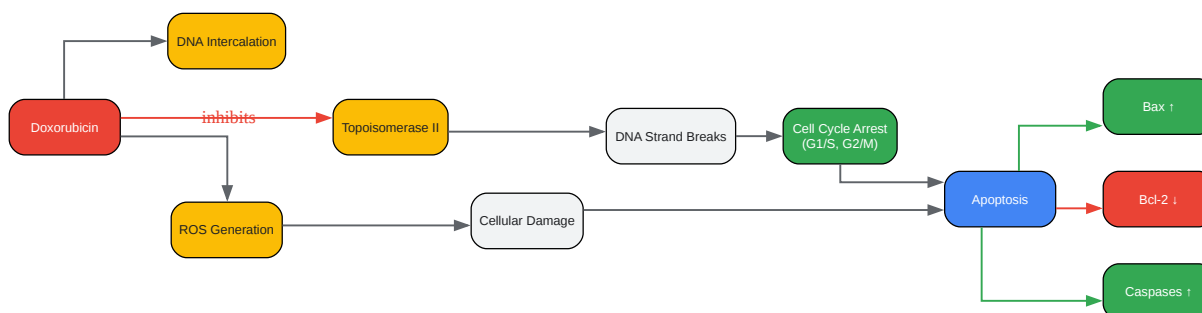 DNA Intercalation
Doxorubicin
inhibits
Topoisomerase II
DNA Strand Breaks
Cell Cycle Arrest
(G1/S, G2/M)
Bax ↑
Apoptosis
Bcl-2 ↓
ROS Generation
Cellular Damage
Caspases ↑